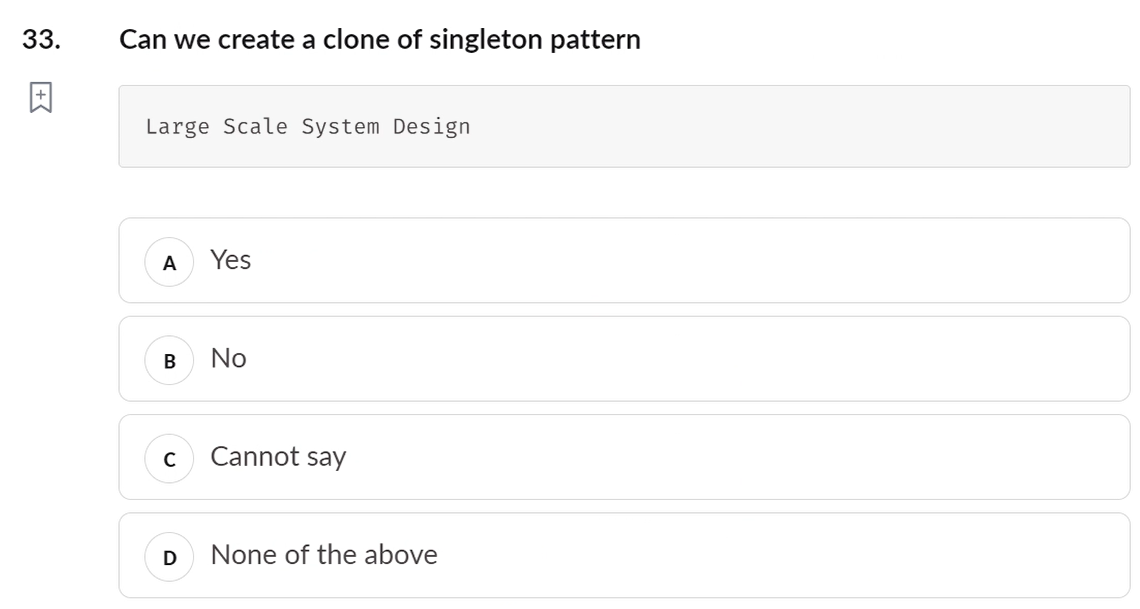 33. Can we create a clone of singleton pattern
Large Scale System Design
A Yes
B No
C Cannot say
D None of the above